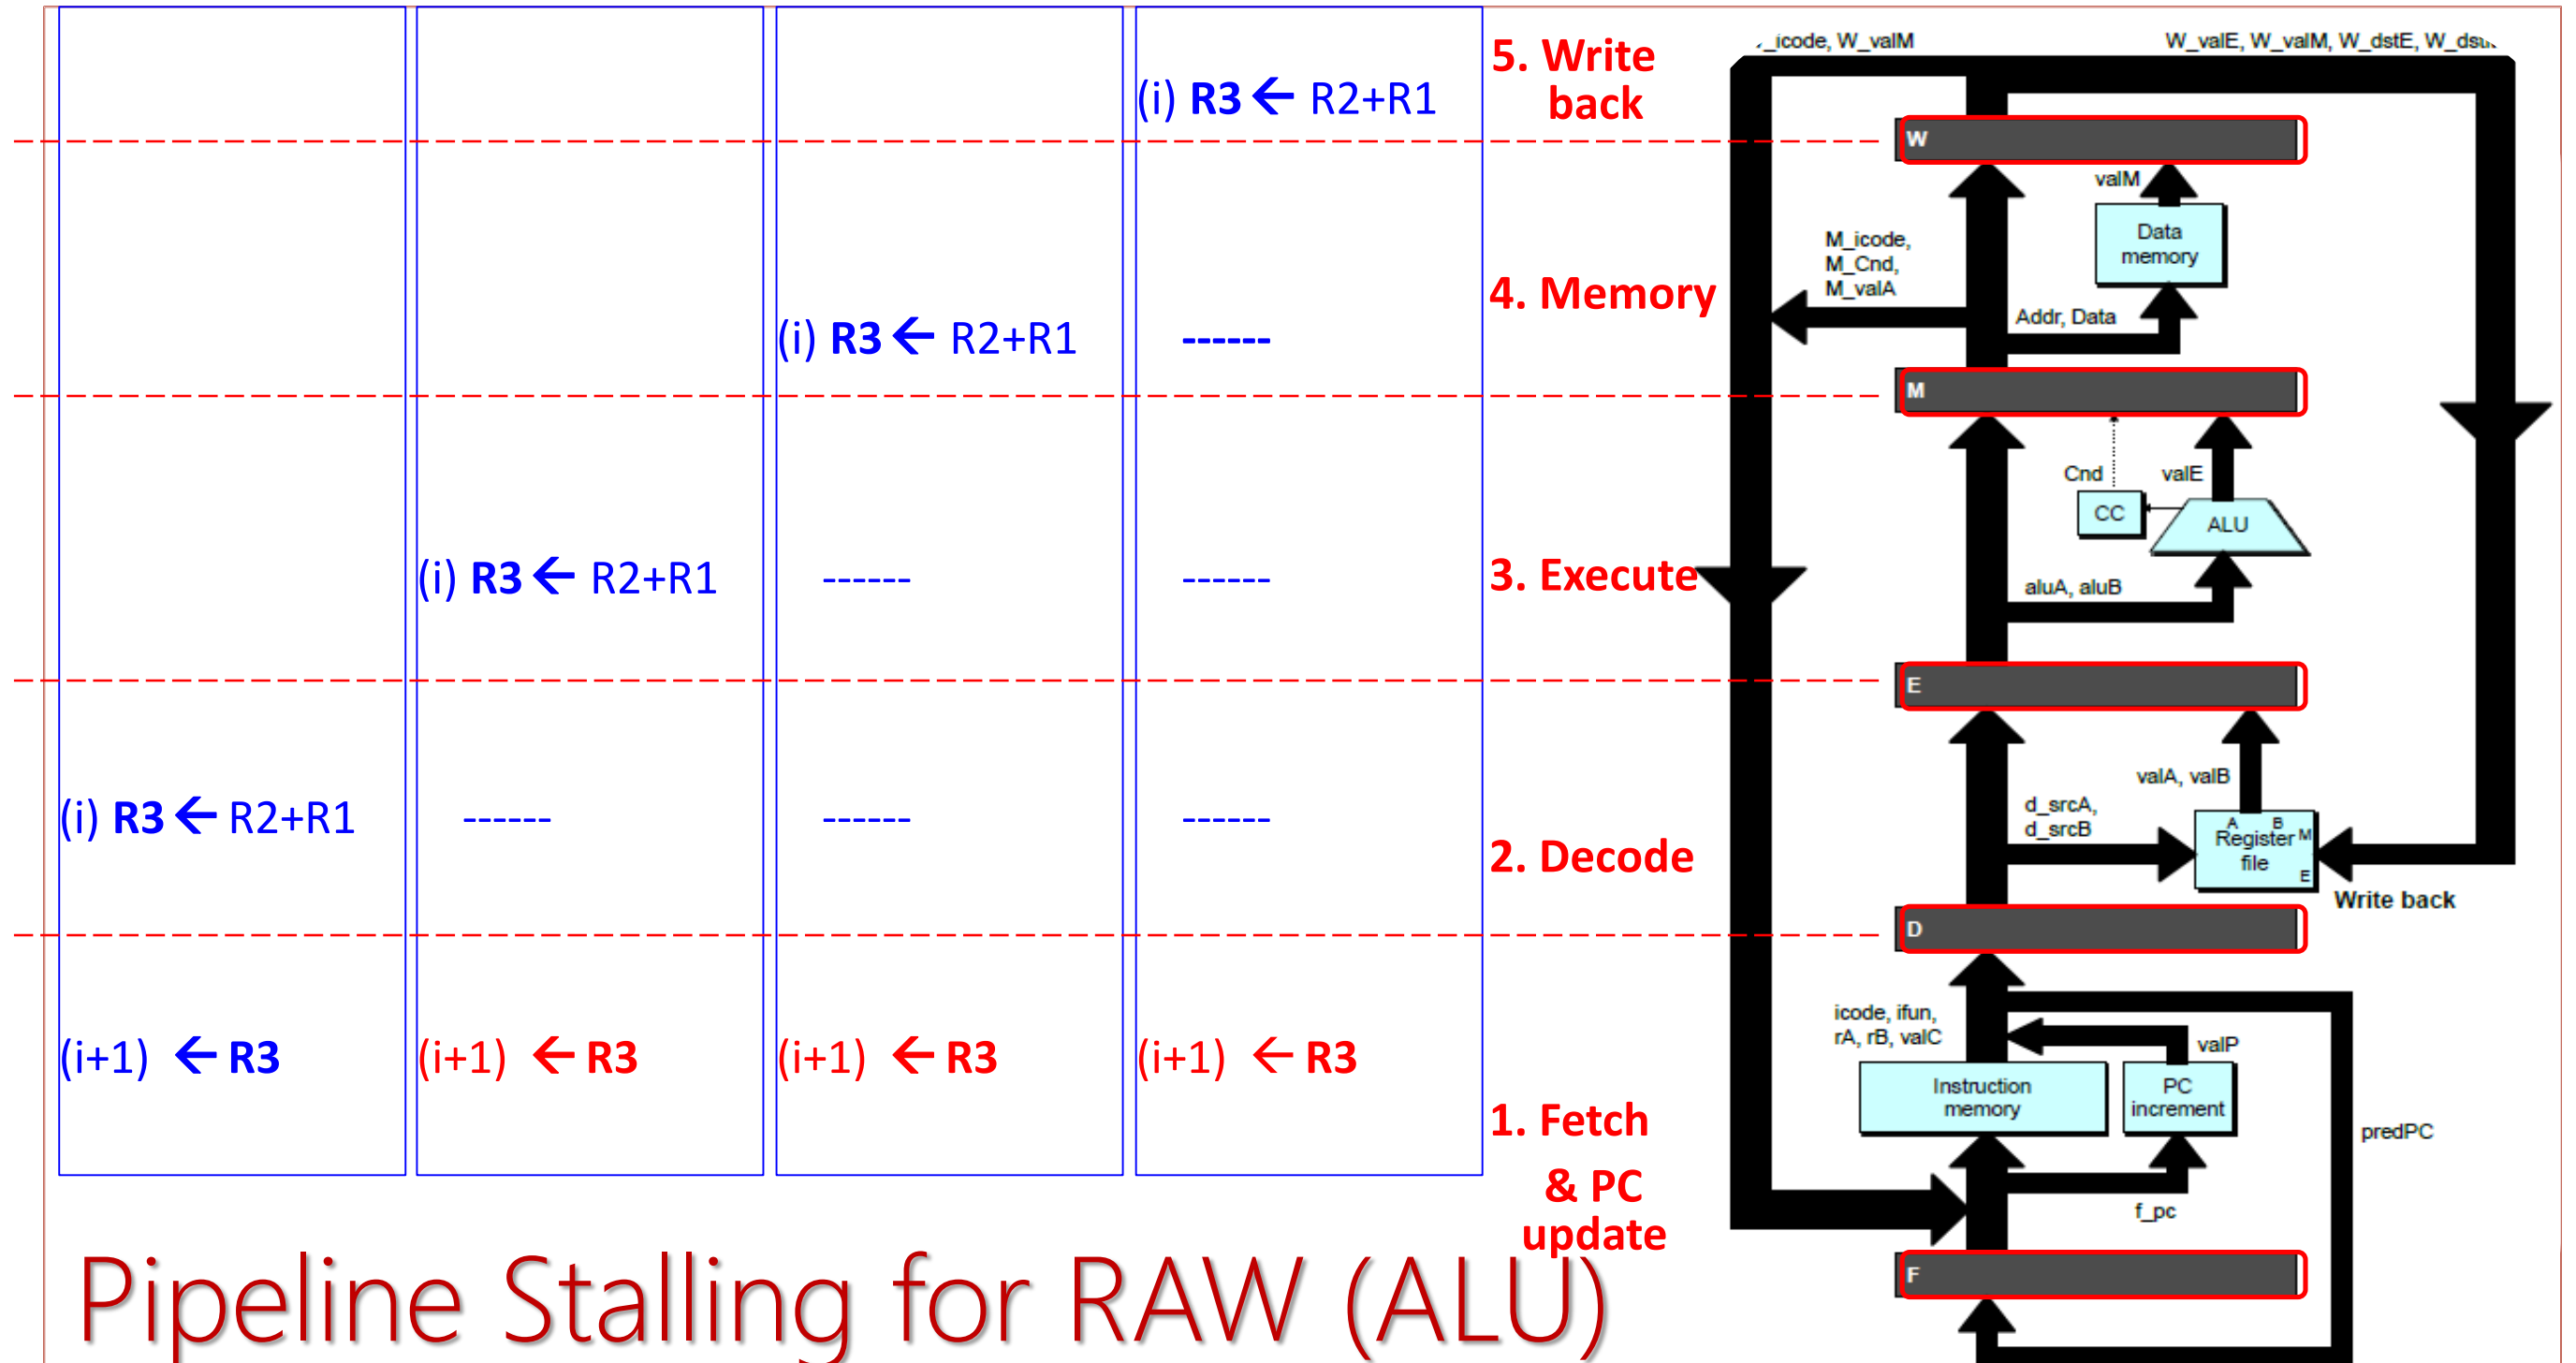 (i) R3 ← R2+R1
5. Write
back
(i) R3 ← R2+R1
------
4. Memory
(i) R3 ← R2+R1
------
------
3. Execute
(i) R3 ← R2+R1
------
------
------
2. Decode
(i+1) ← R3
(i+1) ← R3
(i+1) ← R3
(i+1) ← R3
1. Fetch
& PC
update
Pipeline Stalling for RAW (ALU)
_icode, W_valM
W_valE, W_valM, W_dstE,
W
valM
Data
memory
M_icode,
M_Cnd,
M_valA
Addr, Data
M
Cnd
valE
CC
ALU
aluA, aluB
E
valA, valB
d_srcA,
d_srcB
A B
Register M
file
E
Write back
D
icode, ifun,
rA, rB, valC
valP
Instruction
memory
PC
increment
predPC
f_pc
F